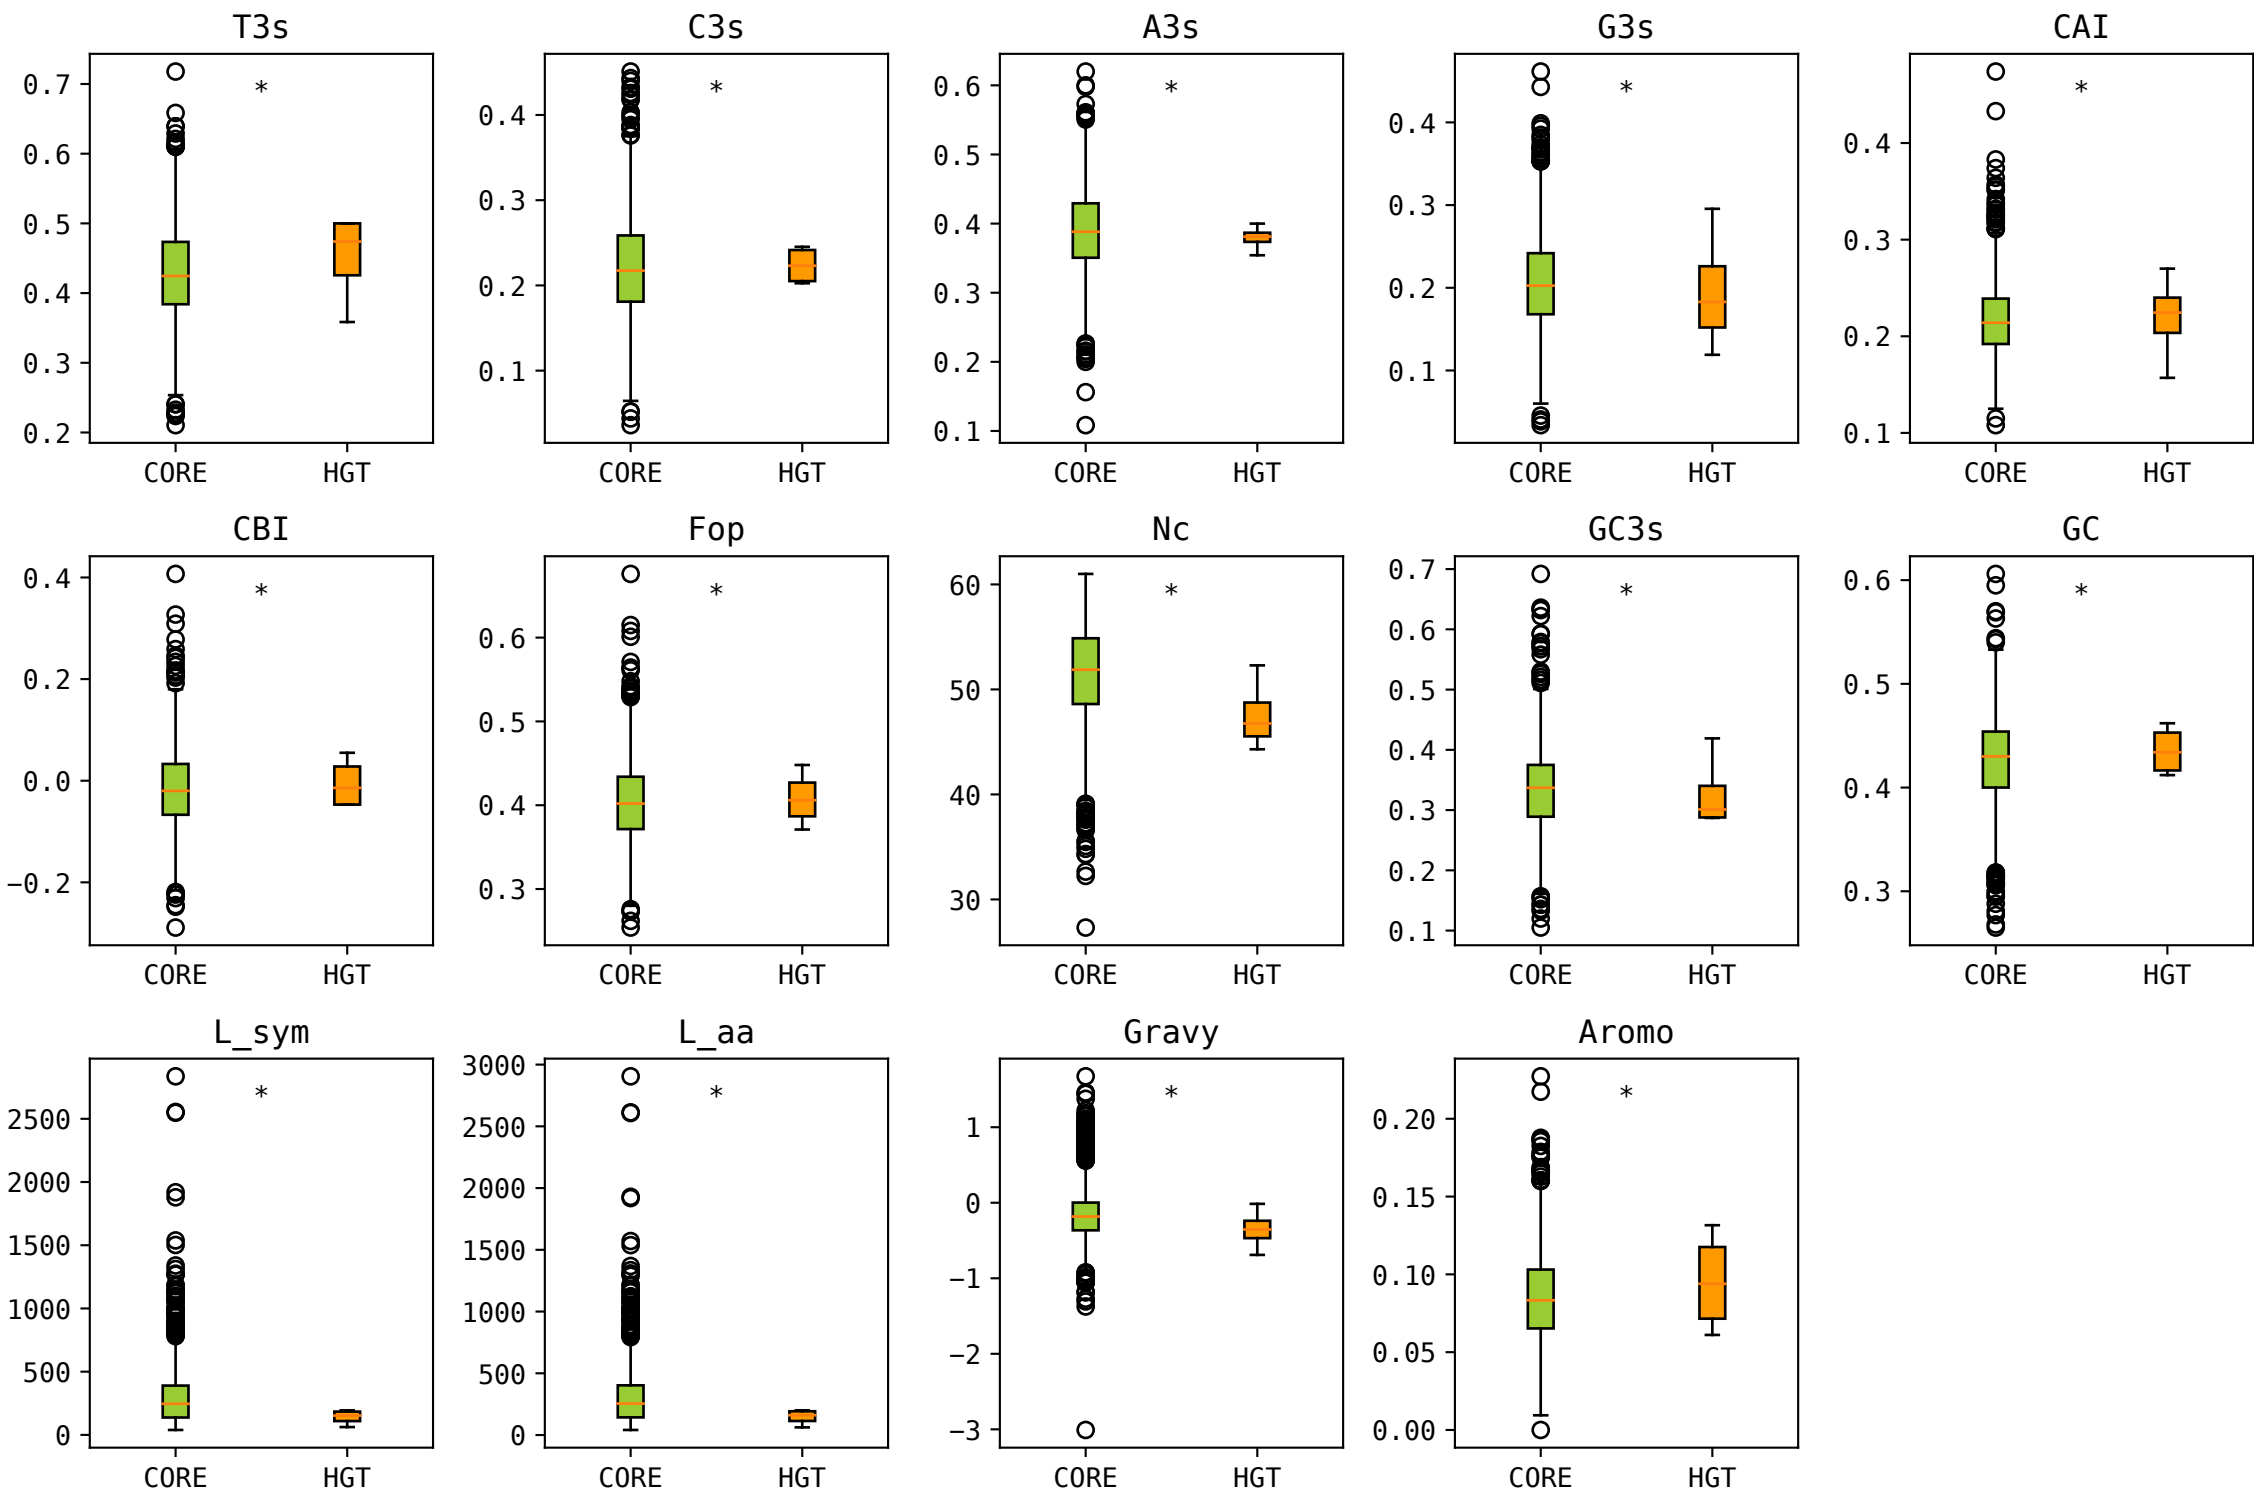 T3s
0.7
0.6
0.5
0.4
0.3
0.2
*
CORE
HGT
C3s
0.4
0.3
0.2
0.1
*
CORE
HGT
A3s
0.6
0.5
0.4
0.3
0.2
0.1
*
CORE
HGT
G3s
0.4
0.3
0.2
0.1
*
CORE
HGT
CAI
0.4
0.3
0.2
0.1
*
CORE
HGT
CBI
0.4
0.2
0.0
−0.2
*
CORE
HGT
Fop
0.6
0.5
0.4
0.3
*
CORE
HGT
Nc
60
50
40
30
*
CORE
HGT
GC3s
0.7
0.6
0.5
0.4
0.3
0.2
0.1
*
CORE
HGT
GC
0.6
0.5
0.4
0.3
*
CORE
HGT
L_sym
2500
2000
1500
1000
500
0
*
CORE
HGT
L_aa
3000
2500
2000
1500
1000
500
0
*
CORE
HGT
Gravy
1
0
−1
−2
−3
*
CORE
HGT
Aromo
0.20
0.15
0.10
0.05
0.00
*
CORE
HGT